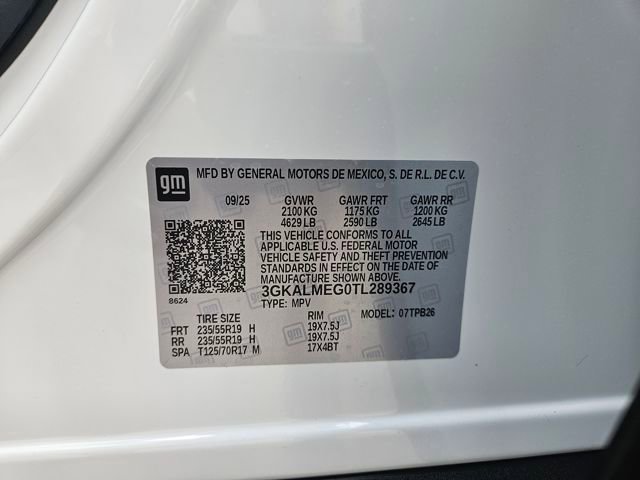 gm
MFD BY GENERAL MOTORS DE MEXICO, S. DE R.L. DE C.V.
09/25 GVWR GAWR FRT GAWR RR
2100 KG 1175 KG 1200 KG
4629 LB 2590 LB 2645 LB
THIS VEHICLE CONFORMS TO ALL
APPLICABLE U.S. FEDERAL MOTOR
VEHICLE SAFETY AND THEFT PREVENTION
STANDARDS IN EFFECT ON THE DATE OF
MANUFACTURE SHOWN ABOVE.
3GKALMEG0TL289367
8624 TYPE: MPV
TIRE SIZE RIM MODEL: 07TPB26
FRT 235/55R19 H 19X7.5J
RR 235/55R19 H 19X7.5J
SPA T125/70R17 M 17X4BT